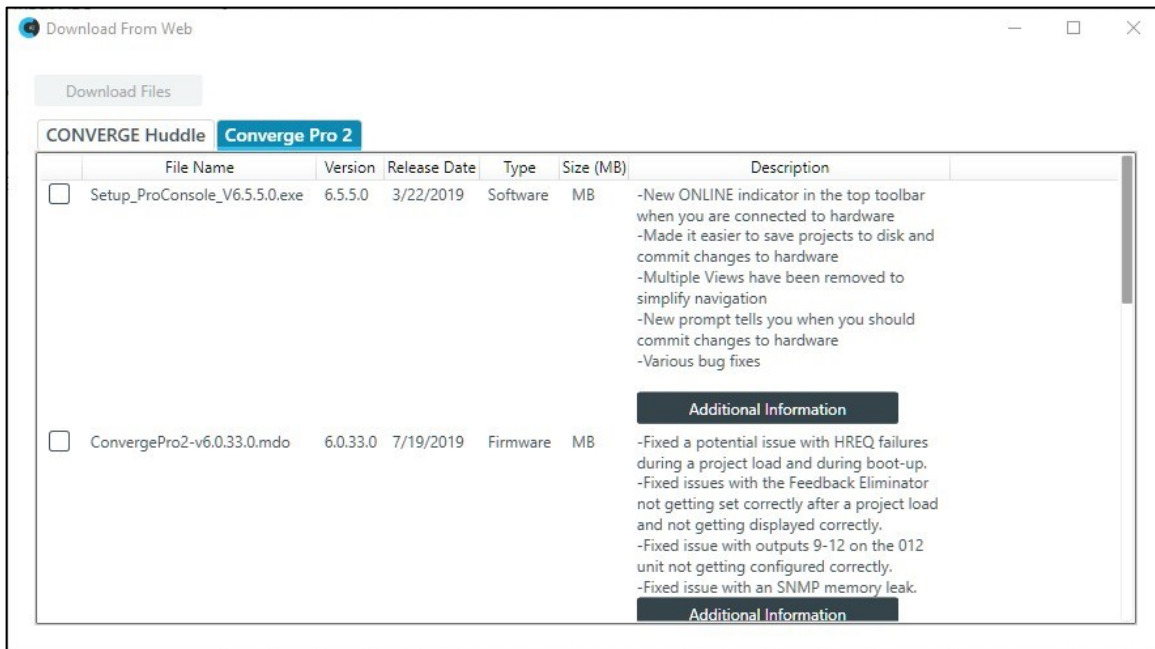 Download From Web
Download Files
CONVERGE Huddle Converge Pro 2
File Name Version Release Date Type Size (MB) Description
Setup_ProConsole_V6.5.5.0.exe 6.5.5.0 3/22/2019 Software MB -New ONLINE indicator in the top toolbar
when you are connected to hardware
-Made it easier to save projects to disk and
commit changes to hardware
-Multiple Views have been removed to
simplify navigation
-New prompt tells you when you should
commit changes to hardware
-Various bug fixes
Additional Information
ConvergePro2-v6.0.33.0.mdo 6.0.33.0 7/19/2019 Firmware MB -Fixed a potential issue with HREQ failures
during a project load and during boot-up.
-Fixed issues with the Feedback Eliminator
not getting set correctly after a project load
and not getting displayed correctly.
-Fixed issue with outputs 9-12 on the 012
unit not getting configured correctly.
-Fixed issue with an SNMP memory leak.
Additional Information